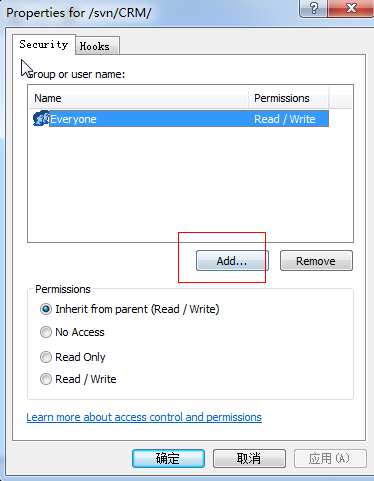 Properties for /svn/CRM/
Security Hooks
Group or user name:
Name Permissions
Everyone Read / Write
Add... Remove
Permissions
Inherit from parent (Read / Write)
No Access
Read Only
Read / Write
Learn more about access control and permissions
确定 取消 应用(A)